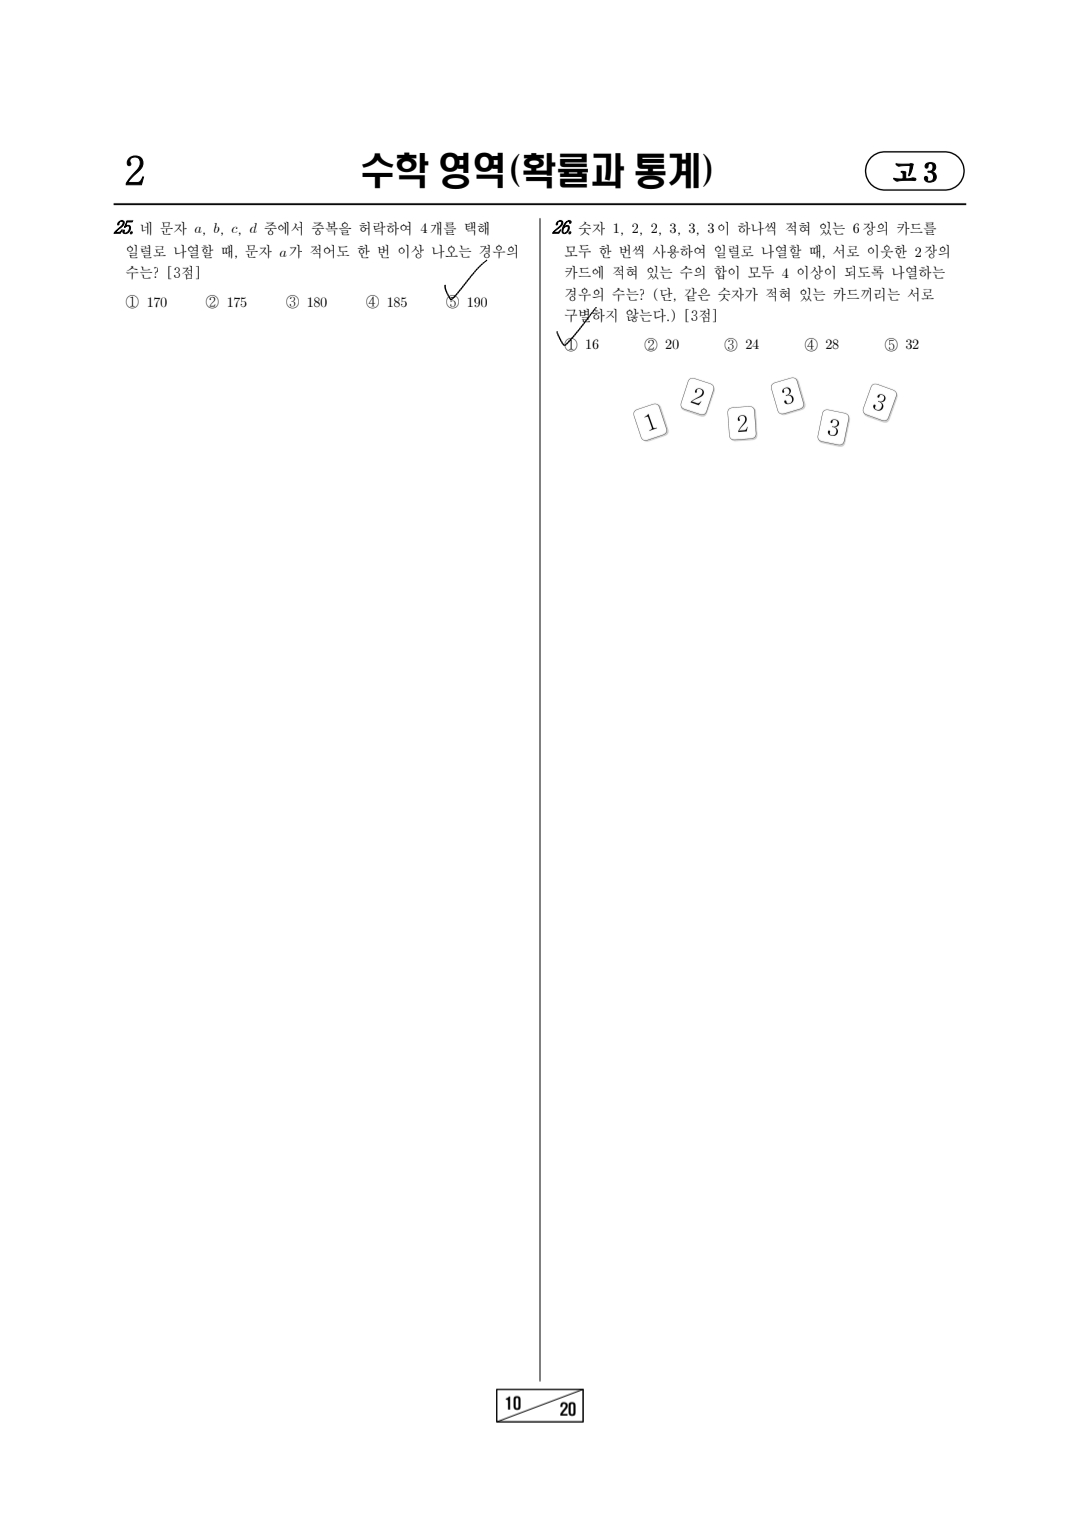 2
수학 영역(확률과 통계)
고 3
25. 네 문자 a, b, c, d 중에서 중복을 허락하여 4개를 택해
일렬로 나열할 때, 문자 a가 적어도 한 번 이상 나오는 경우의
수는? [3점]
① 170 ② 175 ③ 180 ④ 185 ⑤ 190
26. 숫자 1, 2, 2, 3, 3, 3이 하나씩 적혀 있는 6장의 카드를
모두 한 번씩 사용하여 일렬로 나열할 때, 서로 이웃한 2장의
카드에 적혀 있는 수의 합이 모두 4 이상이 되도록 나열하는
경우의 수는? (단, 같은 숫자가 적혀 있는 카드끼리는 서로
구별하지 않는다.) [3점]
① 16 ② 20 ③ 24 ④ 28 ⑤ 32
1 2 2 3 3 3
10
20